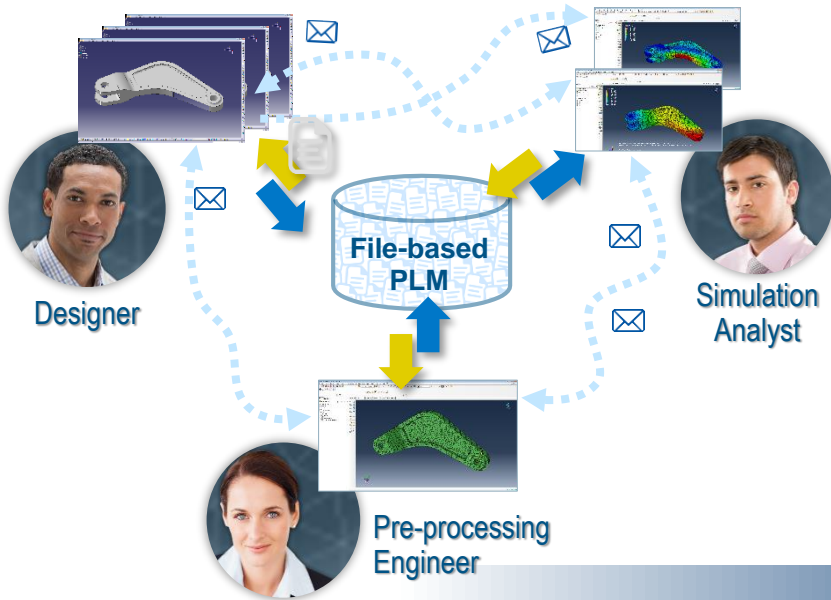 File-based
PLM
Designer
Simulation
Analyst
Pre-processing
Engineer